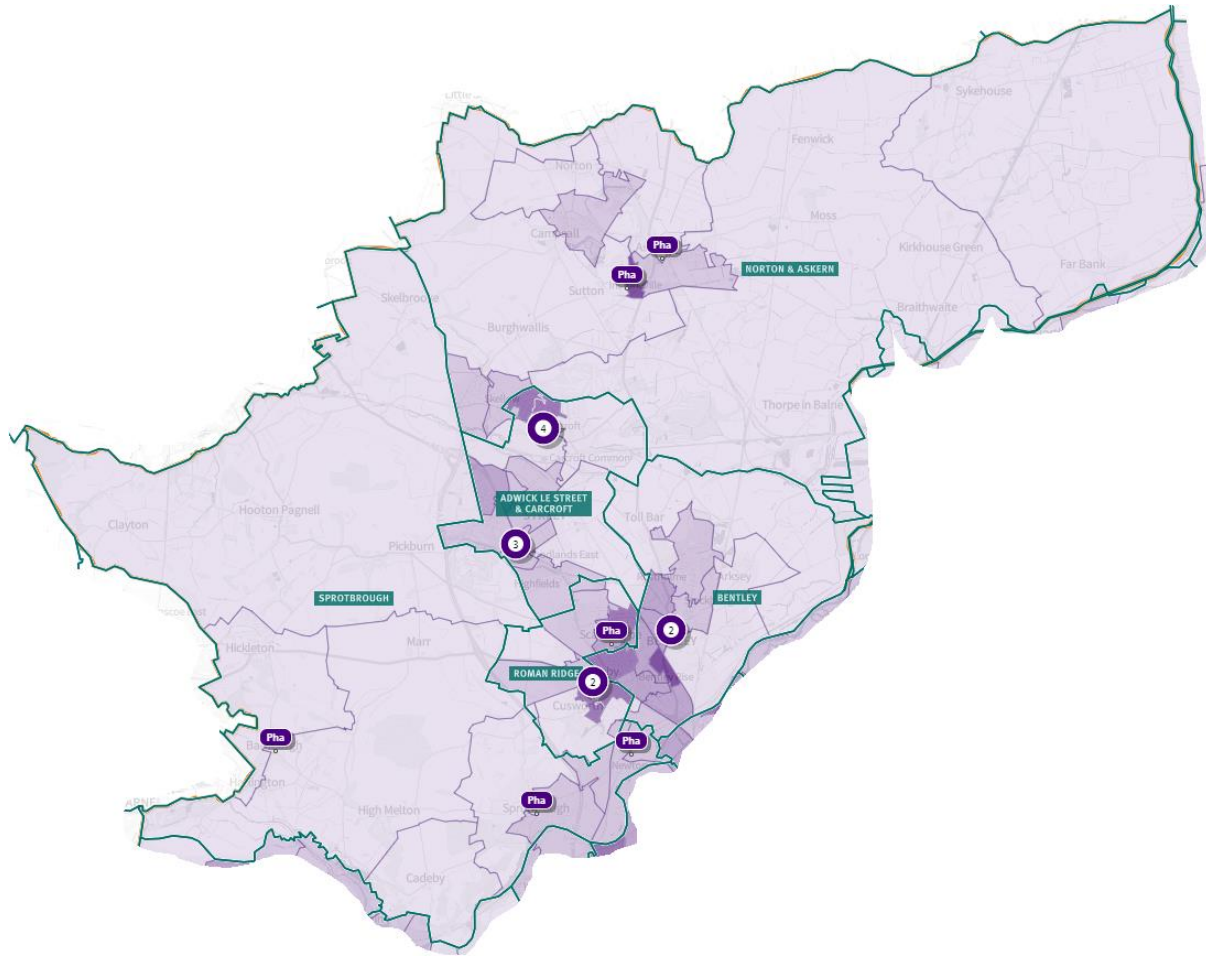 Sykehouse
Fenwick
Norton
Moss
Campsall
Pha
Kirkhouse Green
Far Bank
NORTON & ASKERN
Pha
Sutton
Skelbrooke
Braithwaite
Burghwallis
Thorpe in Balne
4
Carcroft Common
ADWICK LE STREET
& CARCROFT
Hooton Pagnell
Clayton
Toll Bar
Pickburn
3
Highfields
Arksey
SPROTBROUGH
BENTLEY
Pha
2
Marr
Hickleton
ROMAN RIDGE
2
Cusworth
Pha
Pha
Pha
High Melton
Cadeby